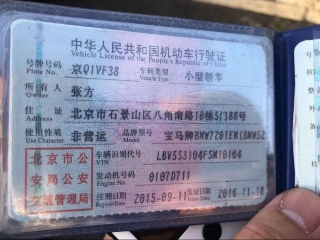 中华人民共和国机动车行驶证
Vehicle License of the People's Republic of China
号牌号码 京Q1VF38 车辆类型 小型轿车
Plate No. Vehicle Type
所有人 张方
Owner
住址 北京市石景山区八角南路18栋5门388号
Address
使用性质 非营运 品牌型号 宝马牌BMW7201EK(BMWS2
Use Character Model
北京市公 车辆识别代号 LBV5S3104FSM10164
安局公安 VIN
交通管理局 发动机号码 0107D711
Engine No.
注册日期 2015-09-11 发证日期 2016-11-18
Register Date Issue Date